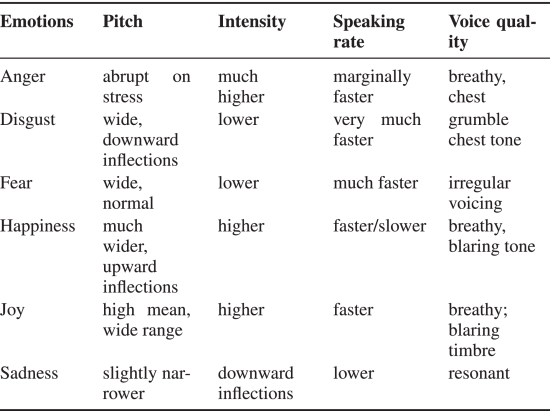 Emotions Pitch Intensity Speaking rate Voice qual-ity
Anger abrupt on stress much higher marginally faster breathy, chest
Disgust wide, downward inflections lower very much faster grumble chest tone
Fear wide, normal lower much faster irregular voicing
Happiness much wider, upward inflections higher faster/slower breathy, blaring tone
Joy high mean, wide range higher faster breathy; blaring timbre
Sadness slightly nar-rower downward inflections lower resonant